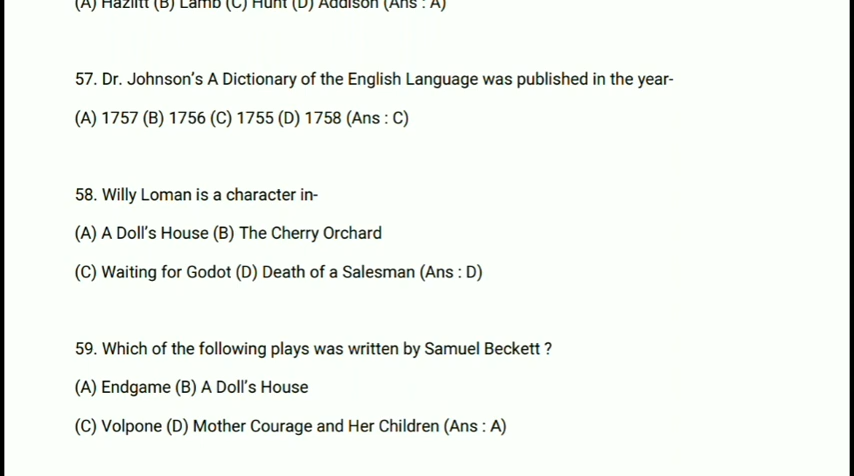 (A) Hazlitt (B) Lamb (C) Hunt (D) Addison (Ans : A)
57. Dr. Johnson's A Dictionary of the English Language was published in the year-
(A) 1757 (B) 1756 (C) 1755 (D) 1758 (Ans : C)
58. Willy Loman is a character in-
(A) A Doll's House (B) The Cherry Orchard
(C) Waiting for Godot (D) Death of a Salesman (Ans : D)
59. Which of the following plays was written by Samuel Beckett ?
(A) Endgame (B) A Doll's House
(C) Volpone (D) Mother Courage and Her Children (Ans : A)